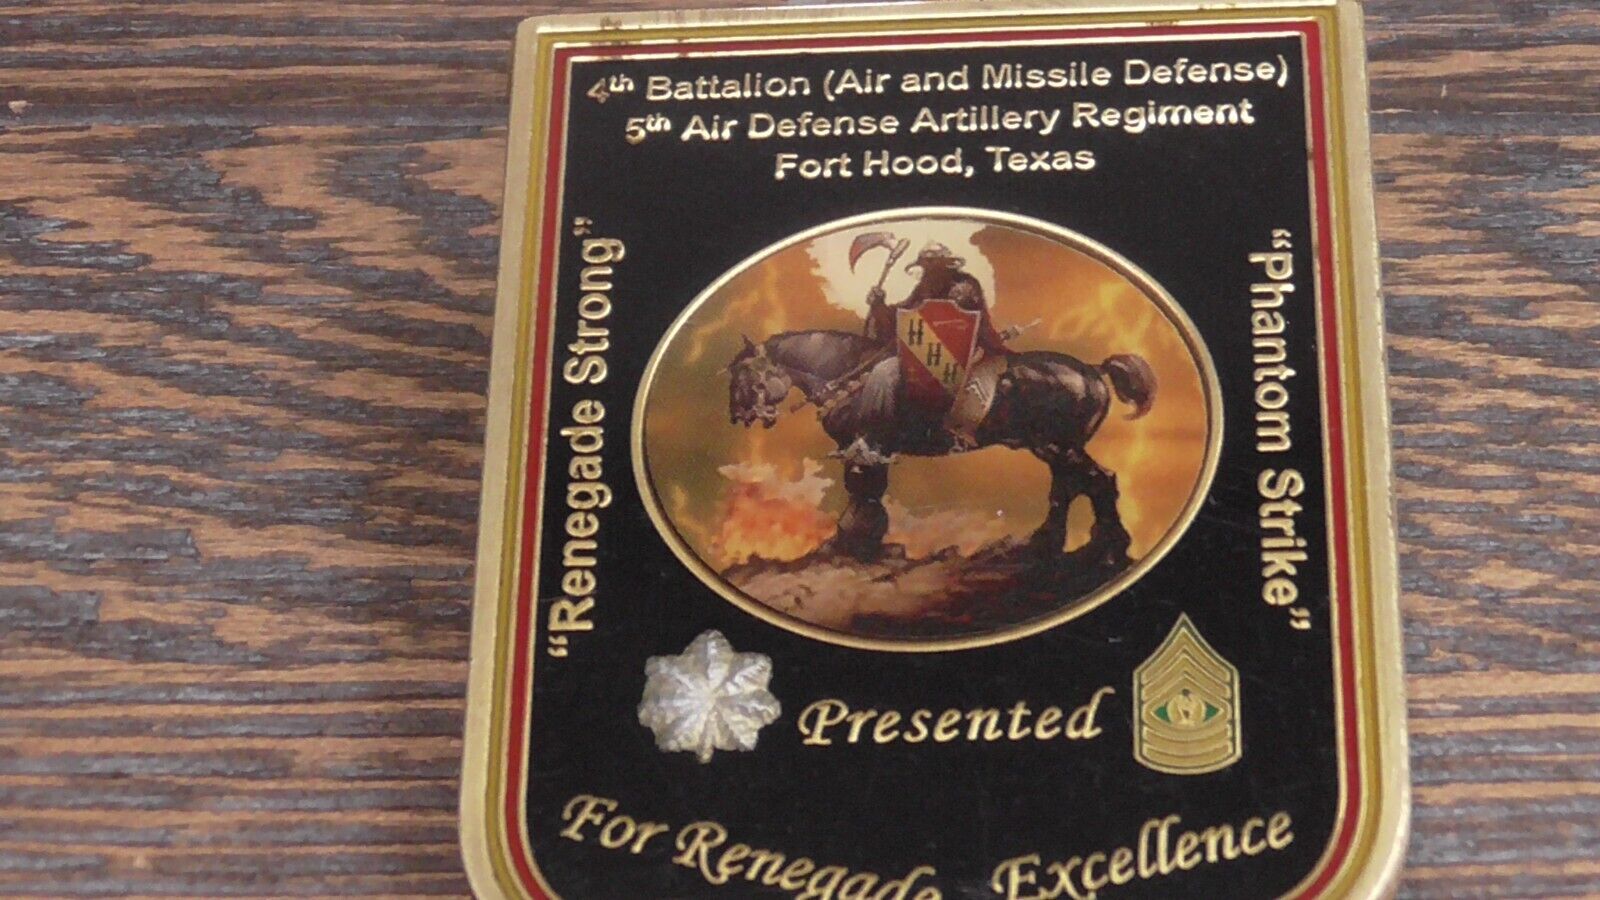 4th Battalion (Air and Missile Defense)
5th Air Defense Artillery Regiment
Fort Hood, Texas
"Renegade Strong"
"Phantom Strike"
H
H
H
Presented
For Renegade Excellence